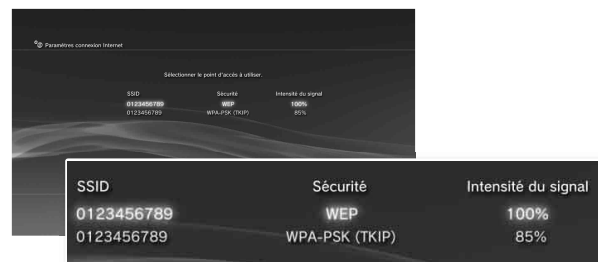 Paramètres connexion Internet
Sélectionner le point d'accès à utiliser.
SSID Sécurité Intensité du signal
0123456789 WEP 100%
0123456789 WPA-PSK (TKIP) 85%
SSID Sécurité Intensité du signal
0123456789 WEP 100%
0123456789 WPA-PSK (TKIP) 85%